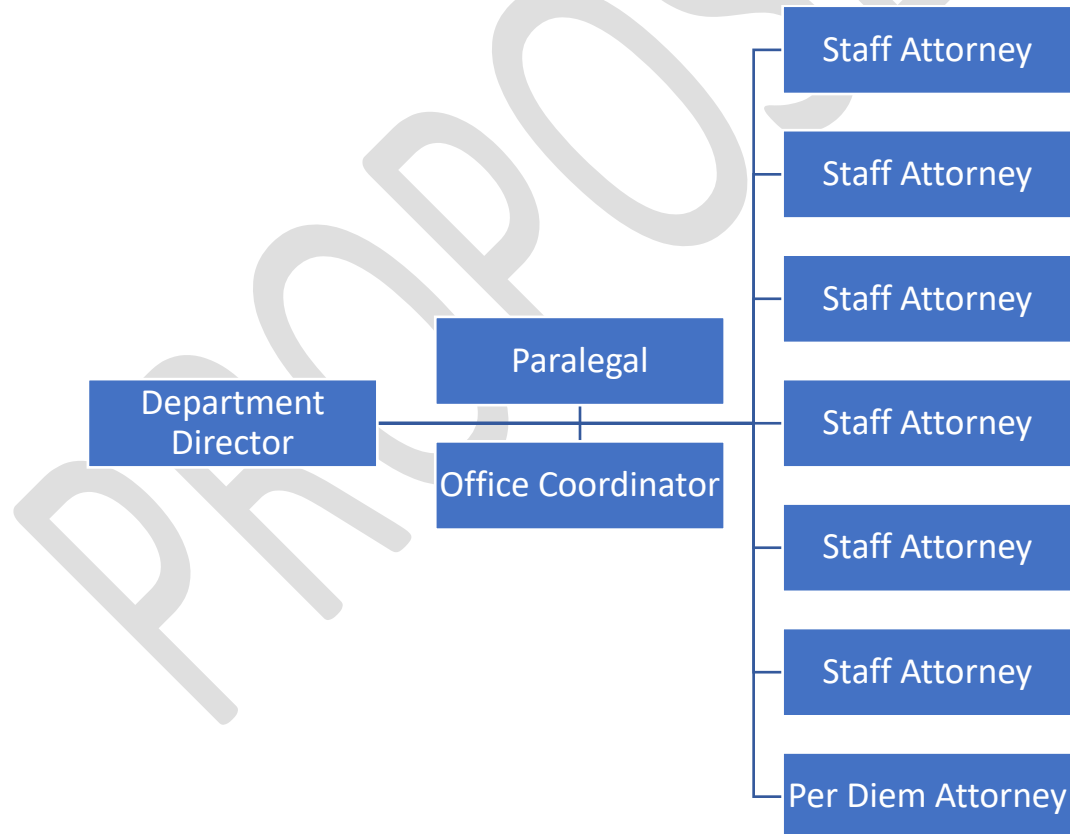 Department
Director
Paralegal
Office Coordinator
Staff Attorney
Staff Attorney
Staff Attorney
Staff Attorney
Staff Attorney
Staff Attorney
Per Diem Attorney